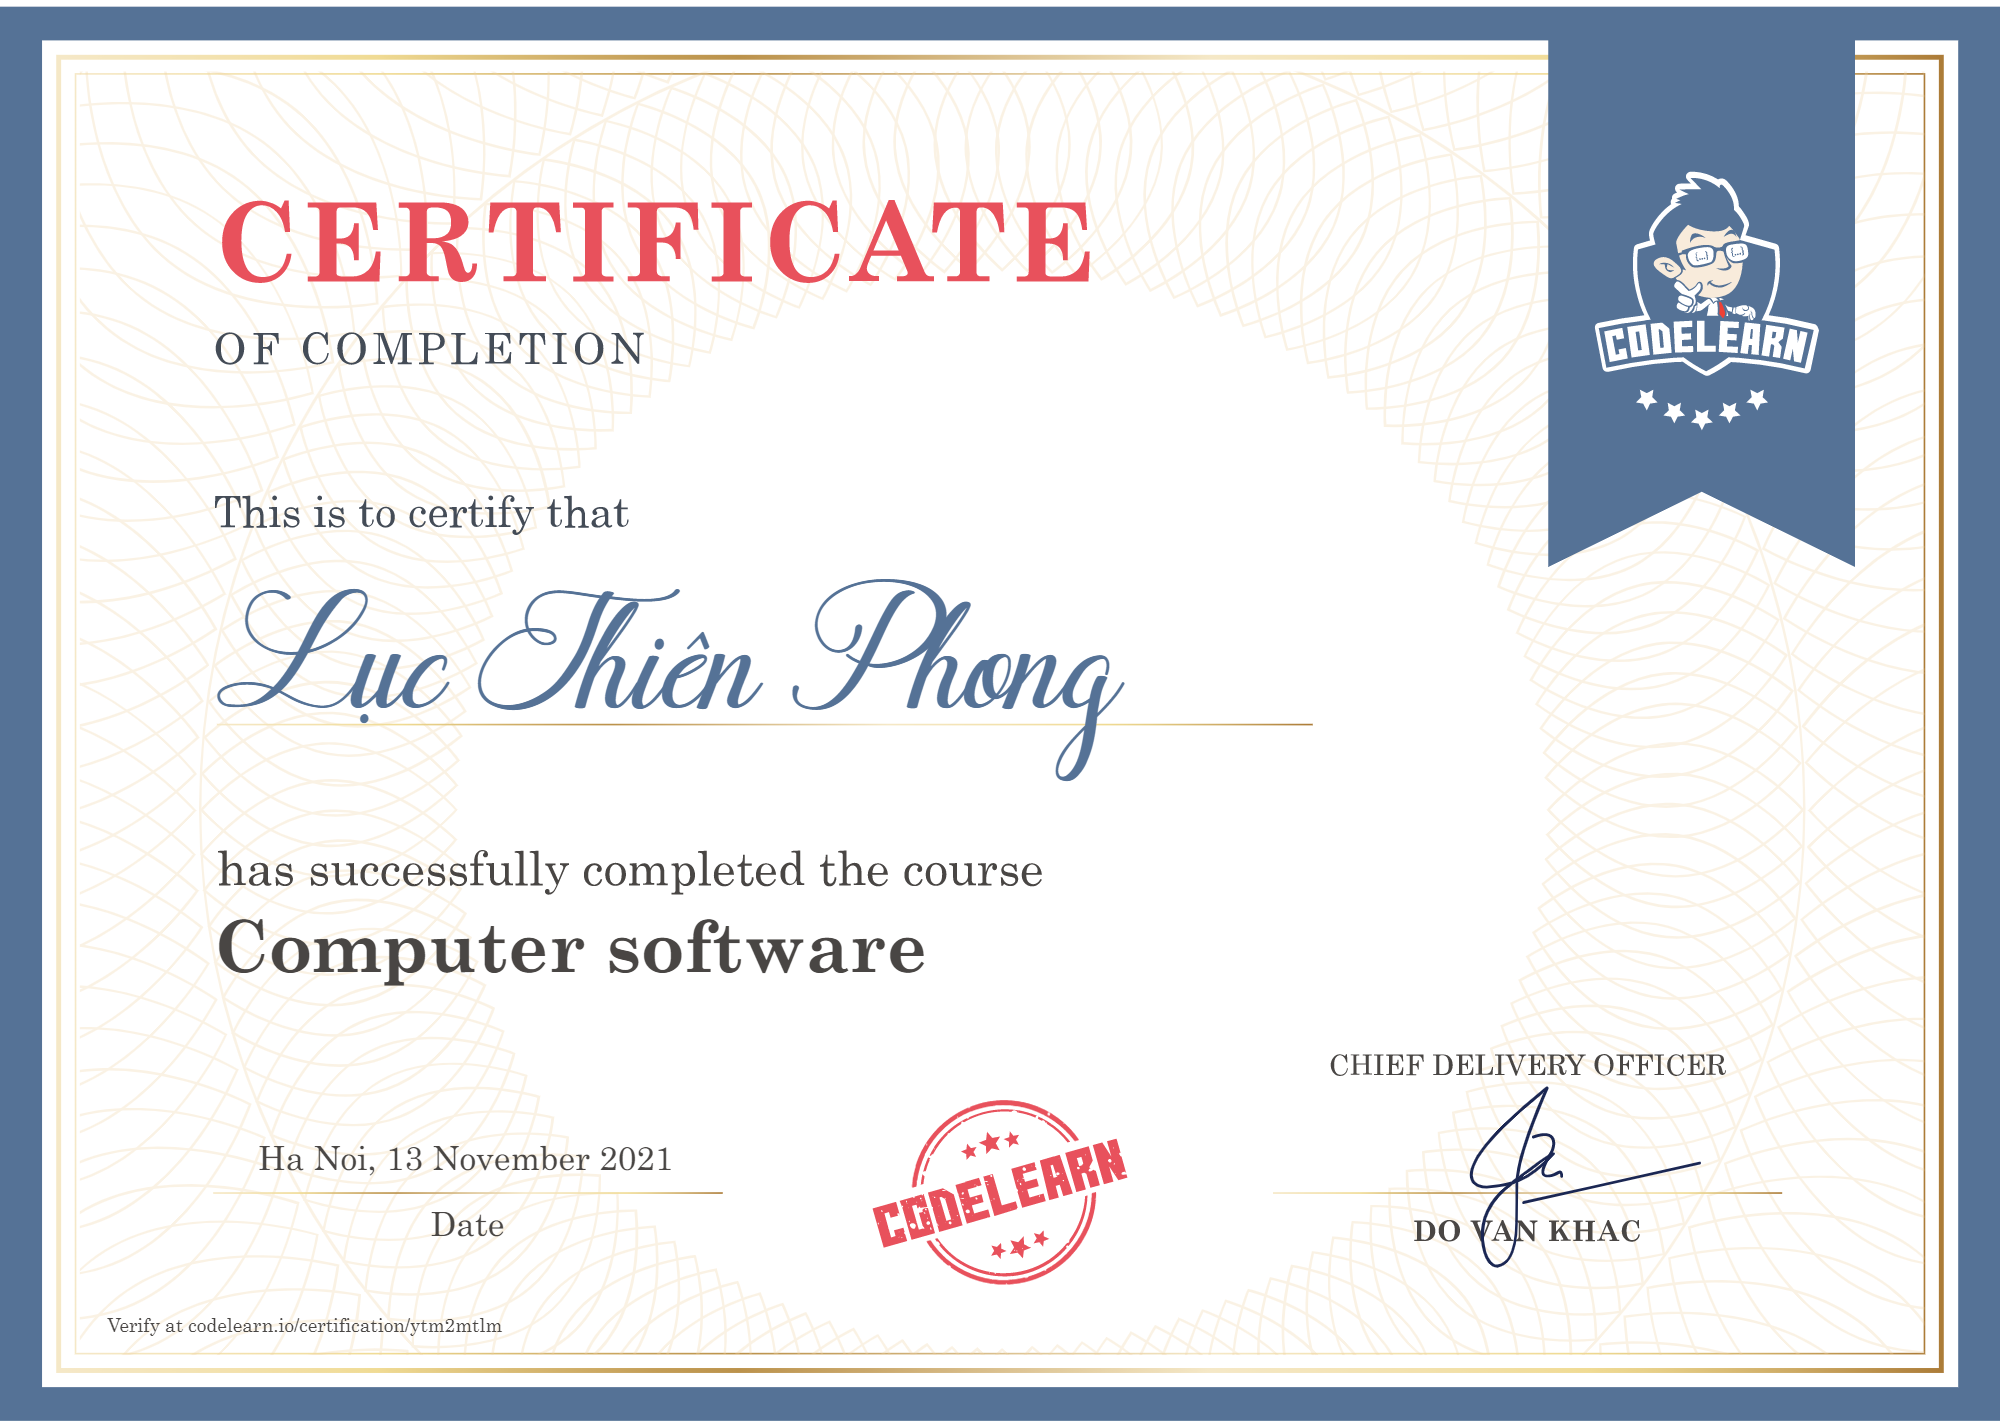 CERTIFICATE
OF COMPLETION
CODELEARN
This is to certify that
Lục Thiên Phong
has successfully completed the course
Computer software
CHIEF DELIVERY OFFICER
Ha Noi, 13 November 2021
Date
CODELEARN
DO VAN KHAC
Verify at codelearn.io/certification/ytm2mtlm